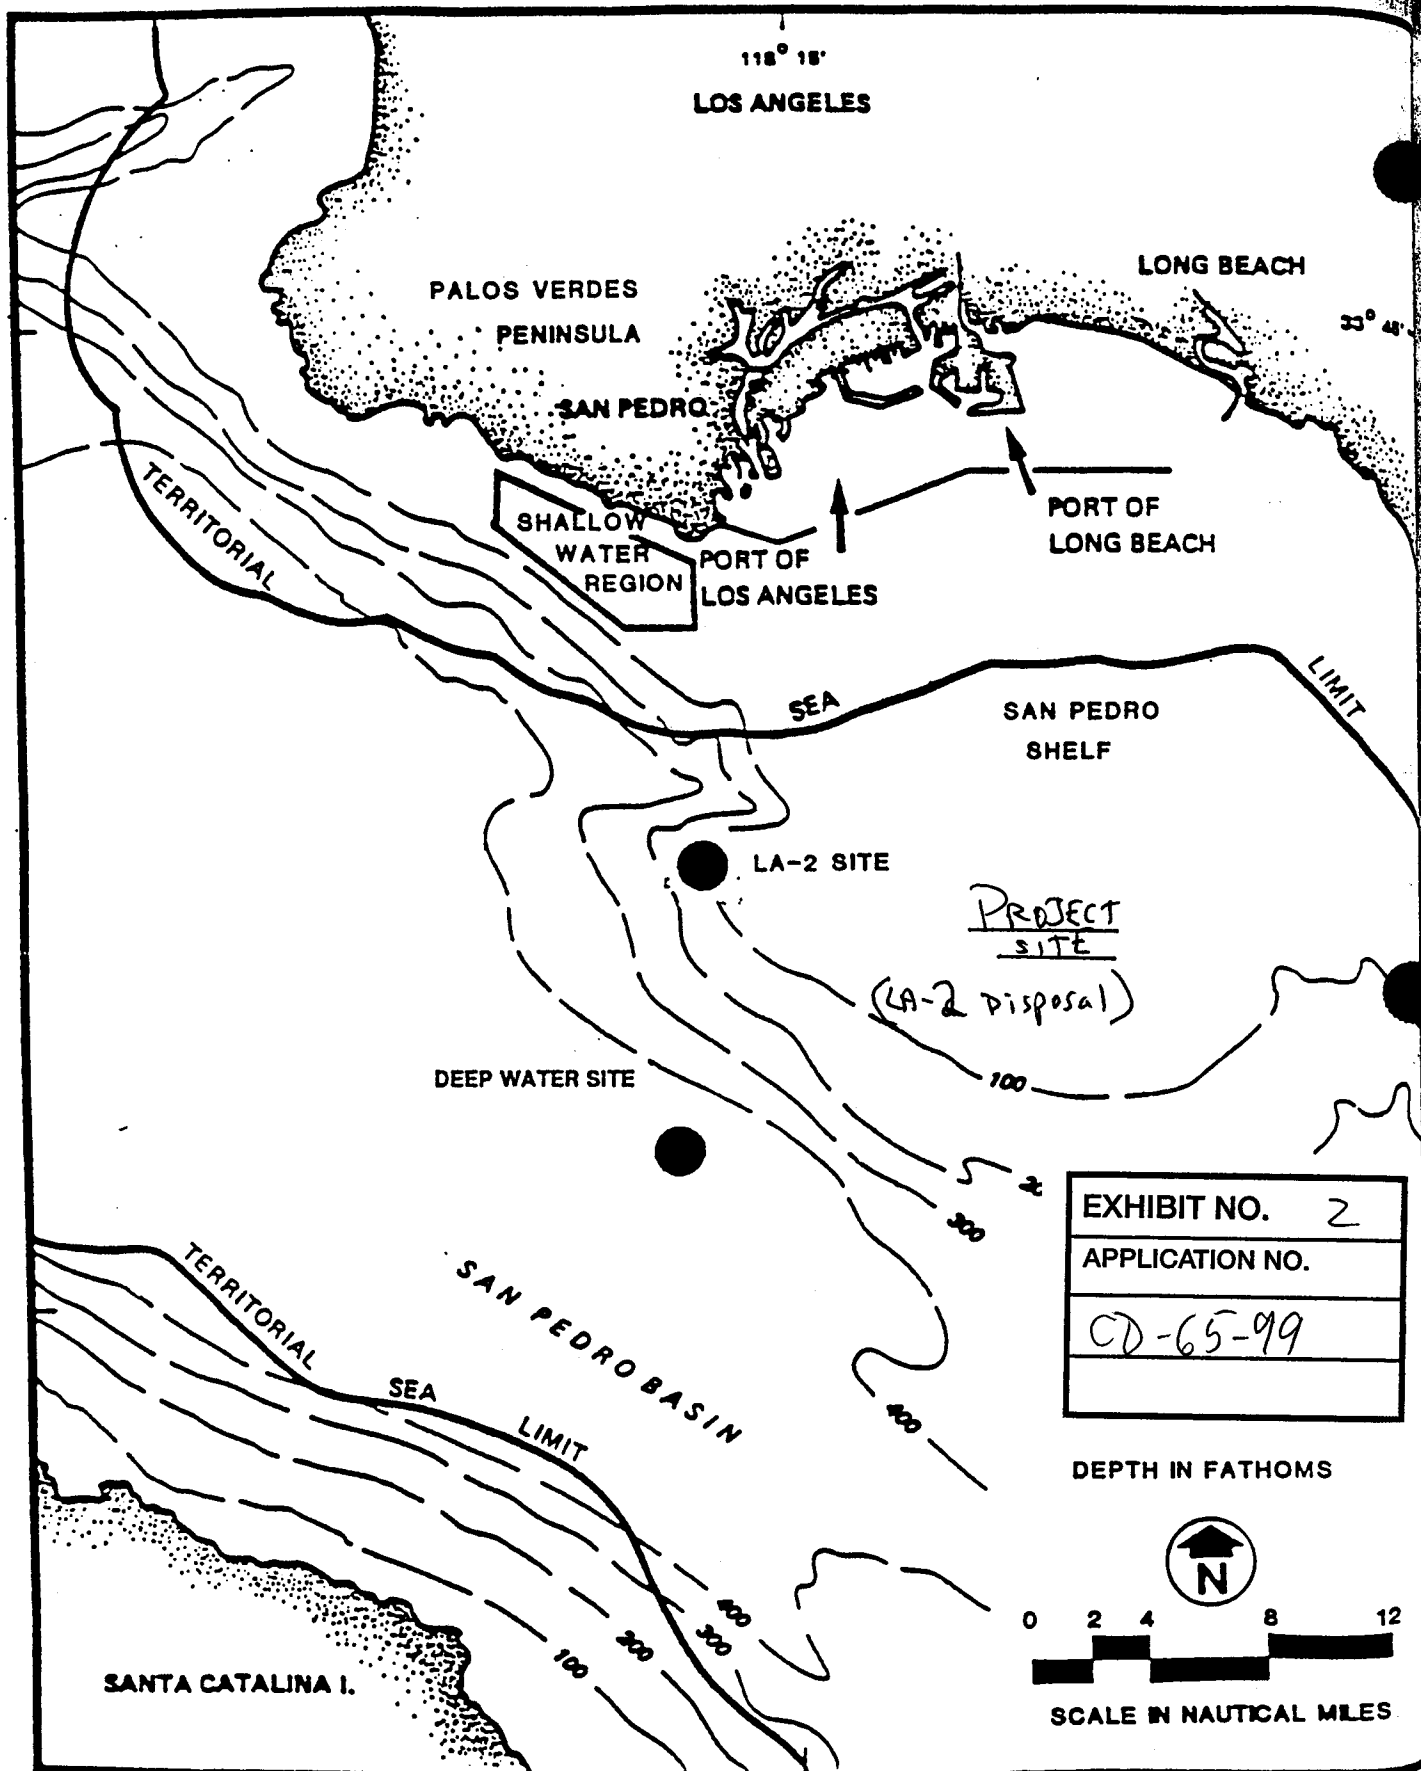 118° 15'
LOS ANGELES
LONG BEACH
PALOS VERDES
PENINSULA
33° 45'
SAN PEDRO
TERRITORIAL
SHALLOW
WATER
REGION
PORT OF
LOS ANGELES
PORT OF
LONG BEACH
SEA
LIMIT
SAN PEDRO
SHELF
LA-2 SITE
PROJECT
SITE
(LA-2 Disposal)
100
DEEP WATER SITE
300
EXHIBIT NO. 2
APPLICATION NO.
CD-65-99
TERRITORIAL
SEA
LIMIT
SAN PEDRO BASIN
400
DEPTH IN FATHOMS
N
0 2 4 8 12
SCALE IN NAUTICAL MILES
400
300
200
100
SANTA CATALINA I.